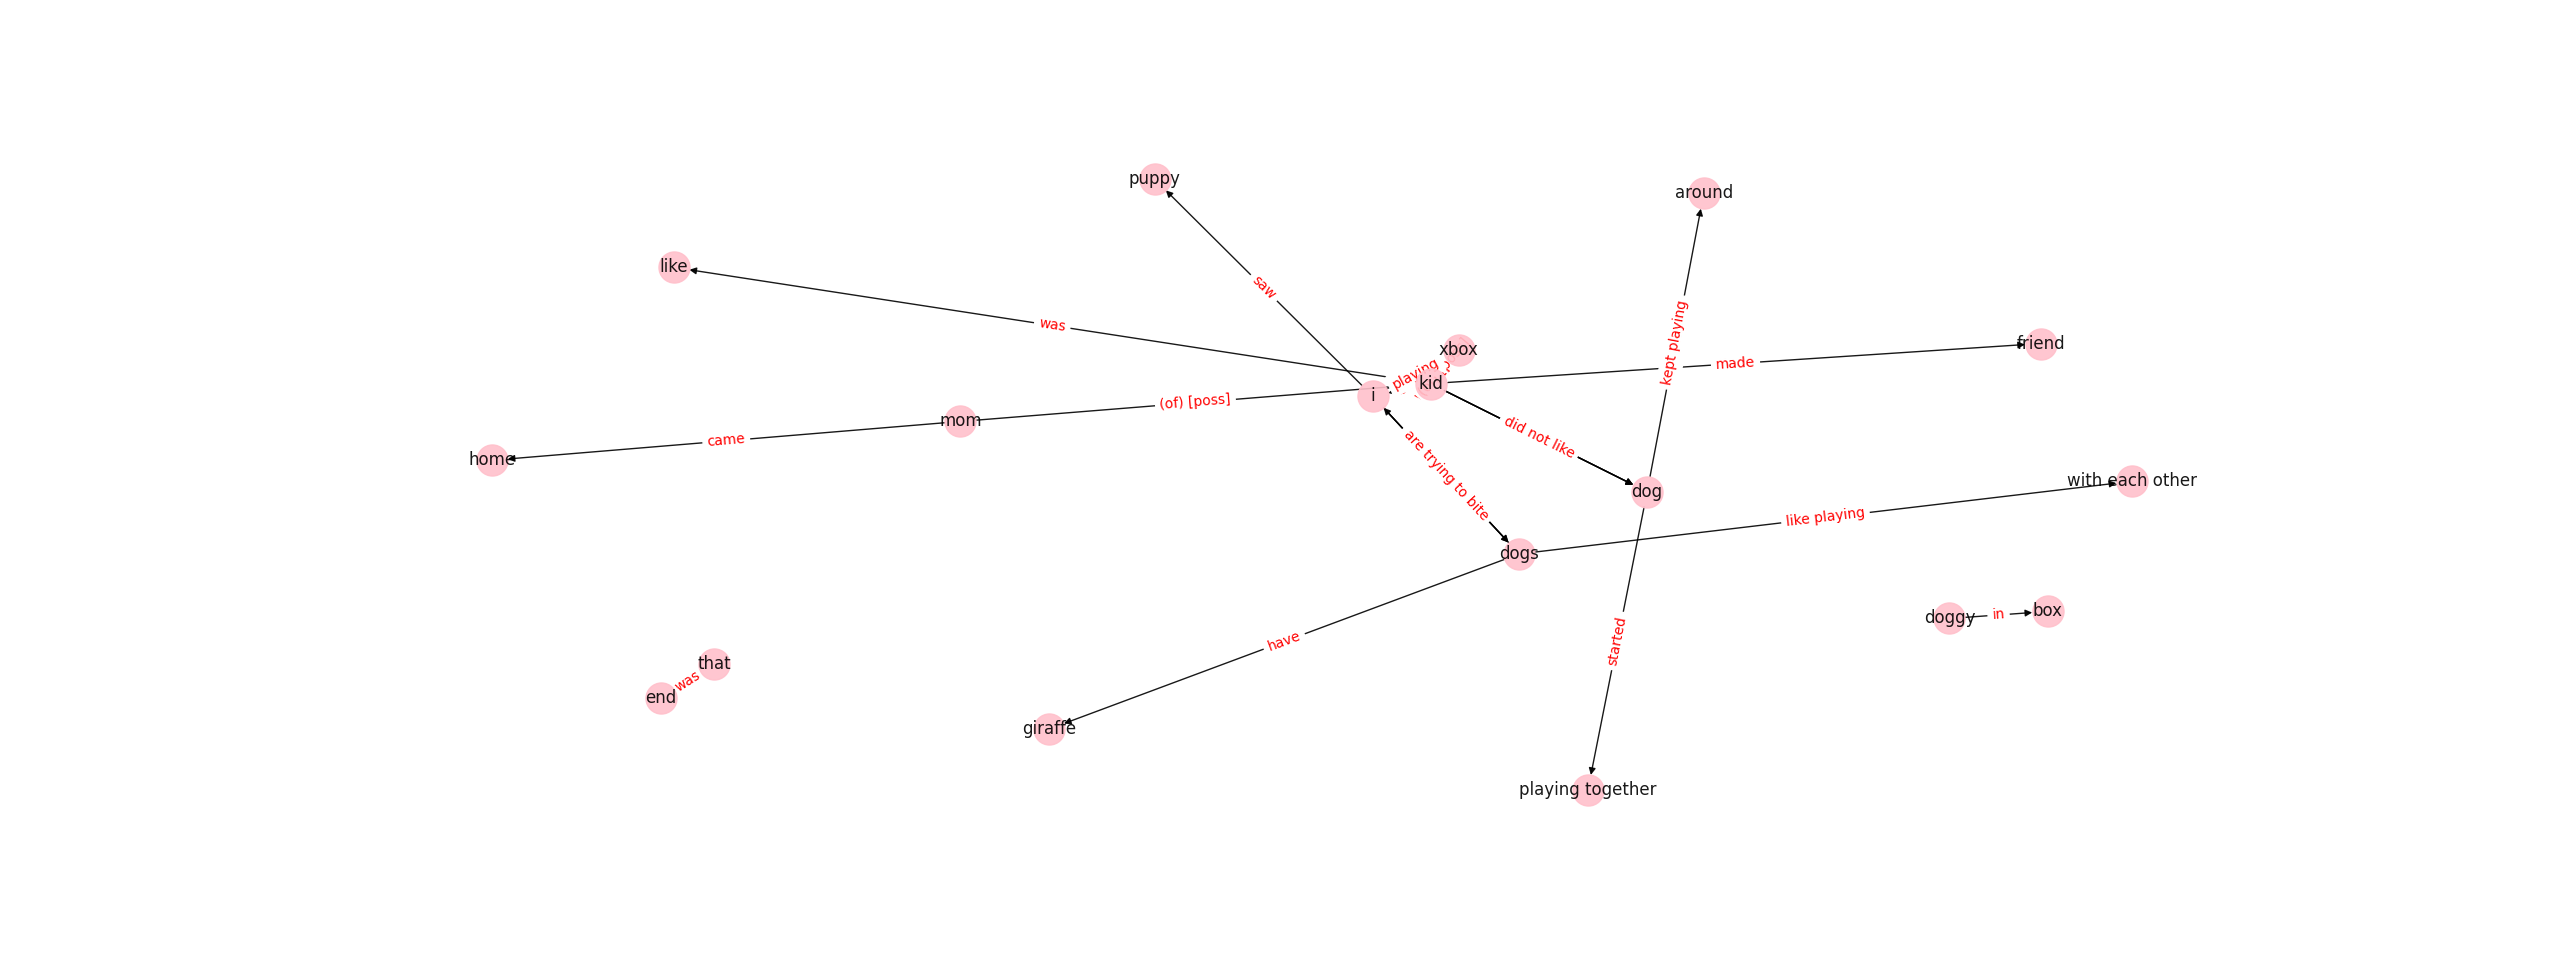 puppy
around
like
saw
was
kept playing
friend
made
xbox
playing
kid
i
(of) [poss]
mom
came
home
did not like
are trying to bite
dog
with each other
like playing
dogs
doggy
in
box
started
have
that
was
end
giraffe
playing together